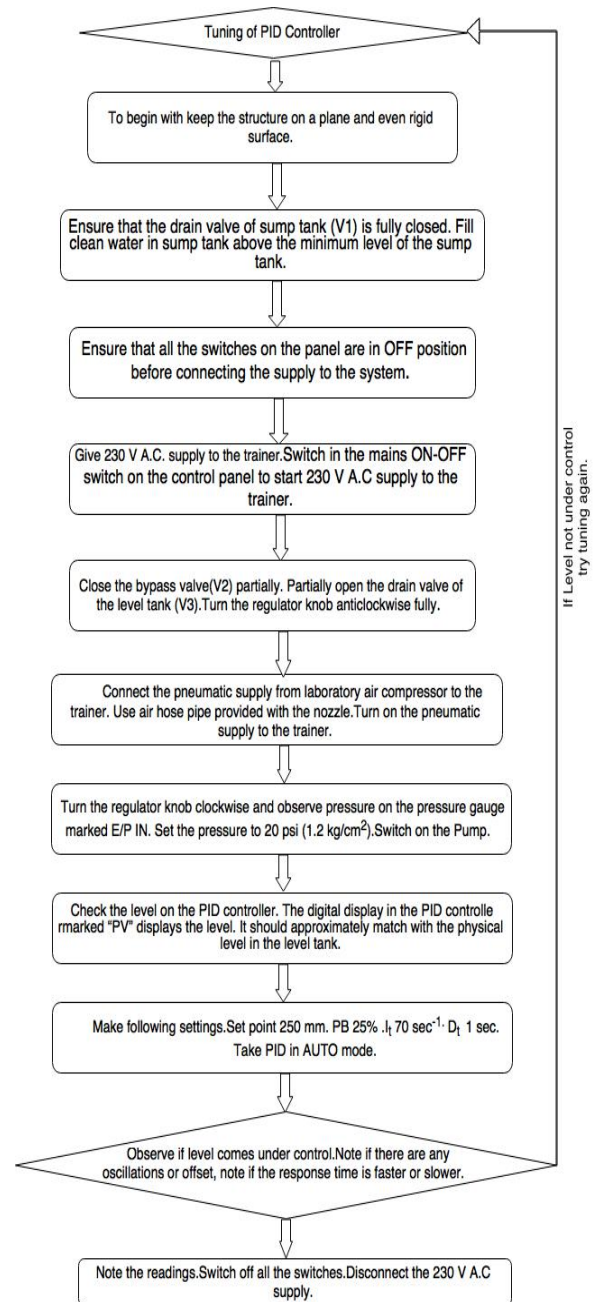 Tuning of PID Controller
To begin with keep the structure on a plane and even rigid
surface.
Ensure that the drain valve of sump tank (V1) is fully closed. Fill
clean water in sump tank above the minimum level of the sump
tank.
Ensure that all the switches on the panel are in OFF position
before connecting the supply to the system.
Give 230 V A.C. supply to the trainer.Switch in the mains ON-OFF
switch on the control panel to start 230 V A.C supply to the
trainer.
Close the bypass valve(V2) partially. Partially open the drain valve of
the level tank (V3).Turn the regulator knob anticlockwise fully.
Connect the pneumatic supply from laboratory air compressor to the
trainer. Use air hose pipe provided with the nozzle.Turn on the pneumatic
supply to the trainer.
Turn the regulator knob clockwise and observe pressure on the pressure gauge
marked E/P IN. Set the pressure to 20 psi (1.2 kg/cm²).Switch on the Pump.
Check the level on the PID controller. The digital display in the PID controlle
rmarked “PV” displays the level. It should approximately match with the physical
level in the level tank.
Make following settings.Set point 250 mm. PB 25% .Iₜ 70 sec⁻¹· Dₜ 1 sec.
Take PID in AUTO mode.
Observe if level comes under control.Note if there are any
oscillations or offset, note if the response time is faster or slower.
Note the readings.Switch off all the switches.Disconnect the 230 V A.C
supply.
If Level not under control
try tuning again.